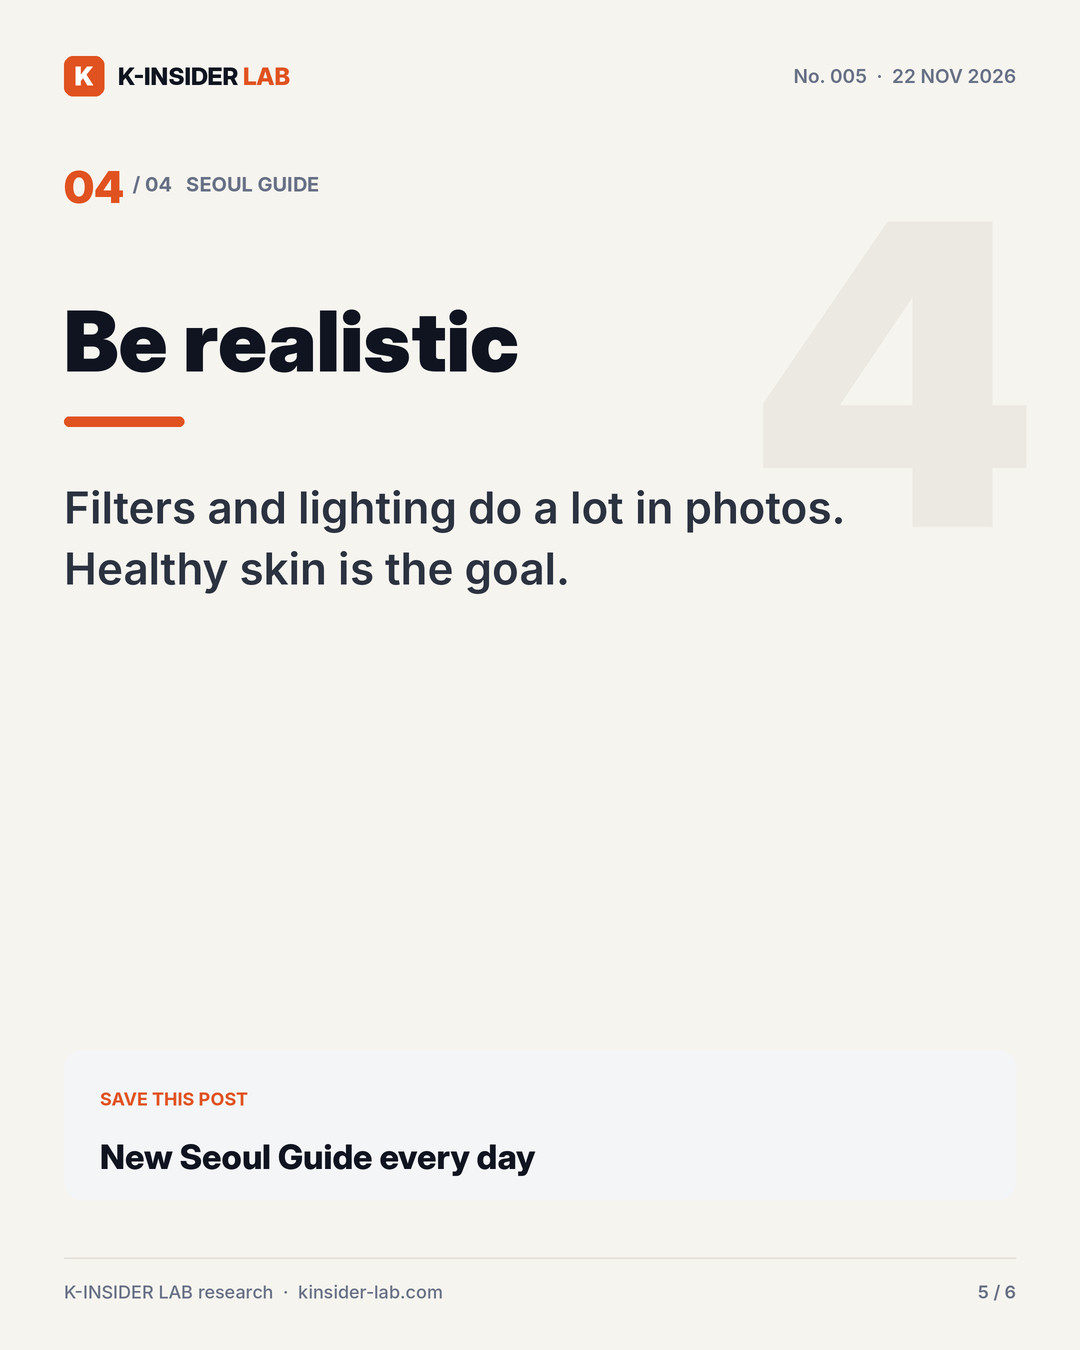 K K-INSIDER LAB
No. 005 · 22 NOV 2026
04 / 04 SEOUL GUIDE
4
Be realistic
Filters and lighting do a lot in photos.
Healthy skin is the goal.
SAVE THIS POST
New Seoul Guide every day
K-INSIDER LAB research · kinsider-lab.com
5 / 6